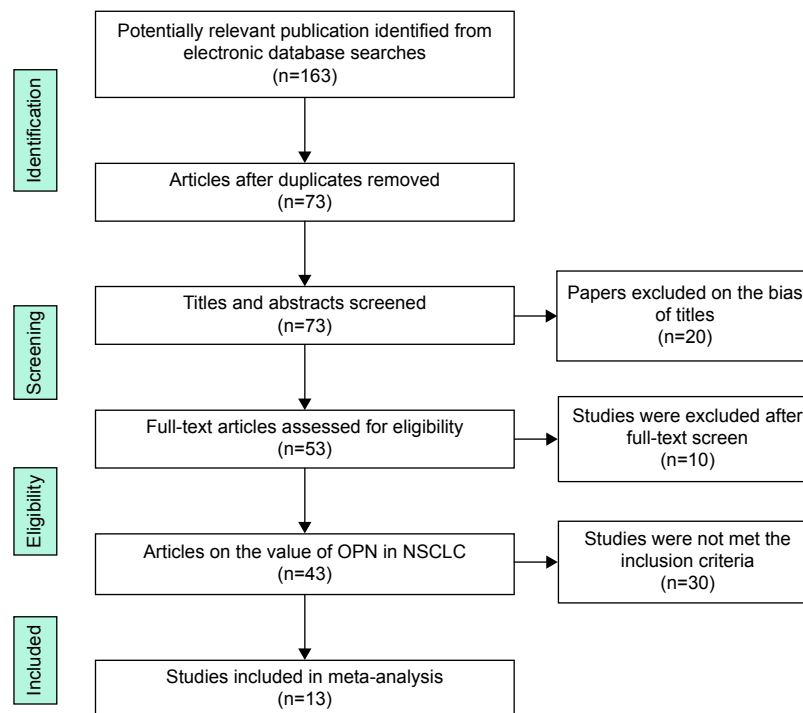 Potentially relevant publication identified from
electronic database searches
(n=163)
Identification
Articles after duplicates removed
(n=73)
Titles and abstracts screened
(n=73)
Papers excluded on the bias
of titles
(n=20)
Screening
Full-text articles assessed for eligibility
(n=53)
Studies were excluded after
full-text screen
(n=10)
Eligibility
Articles on the value of OPN in NSCLC
(n=43)
Studies were not met the
inclusion criteria
(n=30)
Included
Studies included in meta-analysis
(n=13)